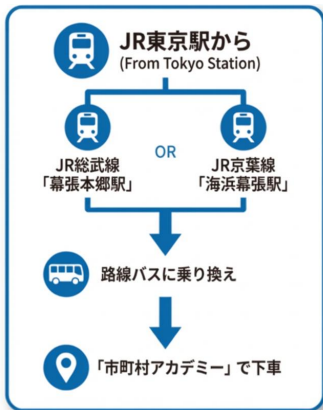 JR東京駅から
(From Tokyo Station)
JR総武線
「幕張本郷駅」
OR
JR京葉線
「海浜幕張駅」
路線バスに乗り換え
「市町村アカデミー」で下車